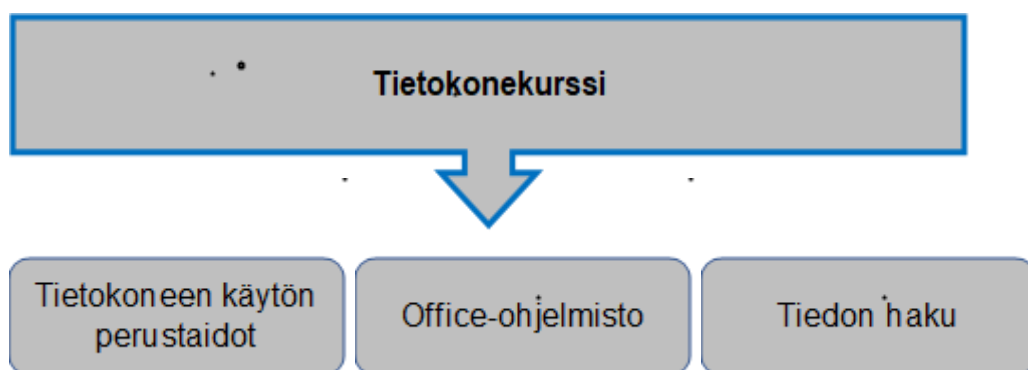 Tietokonekurssi
Tietokoneen käytön
perustaidot
Office-ohjelmisto
Tiedon haku